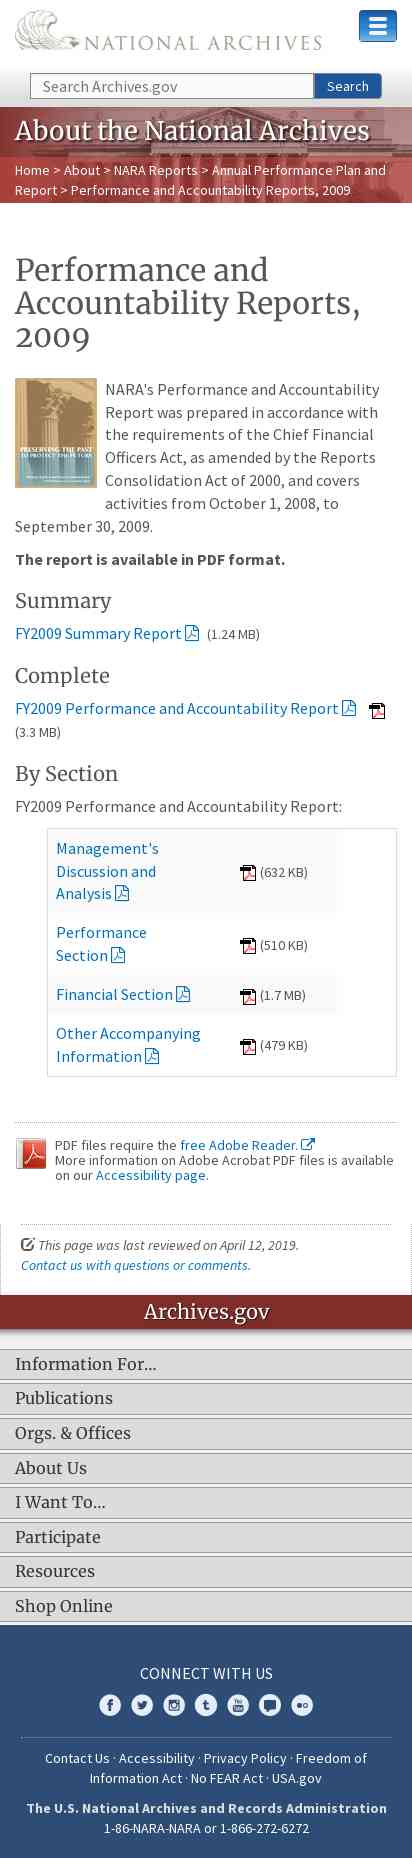 NATIONAL ARCHIVES
Search Archives.gov
Search
About the National Archives
Home > About > NARA Reports > Annual Performance Plan and
Report > Performance and Accountability Reports, 2009
Performance and
Accountability Reports,
2009
PRESERVING THE PAST
TO PROTECT THE FUTURE
NARA's Performance and Accountability
Report was prepared in accordance with
the requirements of the Chief Financial
Officers Act, as amended by the Reports
Consolidation Act of 2000, and covers
activities from October 1, 2008, to
September 30, 2009.
The report is available in PDF format.
Summary
FY2009 Summary Report (1.24 MB)
Complete
FY2009 Performance and Accountability Report
(3.3 MB)
By Section
FY2009 Performance and Accountability Report:
Management's
Discussion and
Analysis
(632 KB)
Performance
Section
(510 KB)
Financial Section (1.7 MB)
Other Accompanying
Information
(479 KB)
PDF files require the free Adobe Reader.
More information on Adobe Acrobat PDF files is available
on our Accessibility page.
This page was last reviewed on April 12, 2019.
Contact us with questions or comments.
Archives.gov
Information For...
Publications
Orgs. & Offices
About Us
I Want To...
Participate
Resources
Shop Online
CONNECT WITH US
Contact Us · Accessibility · Privacy Policy · Freedom of
Information Act · No FEAR Act · USA.gov
The U.S. National Archives and Records Administration
1-86-NARA-NARA or 1-866-272-6272